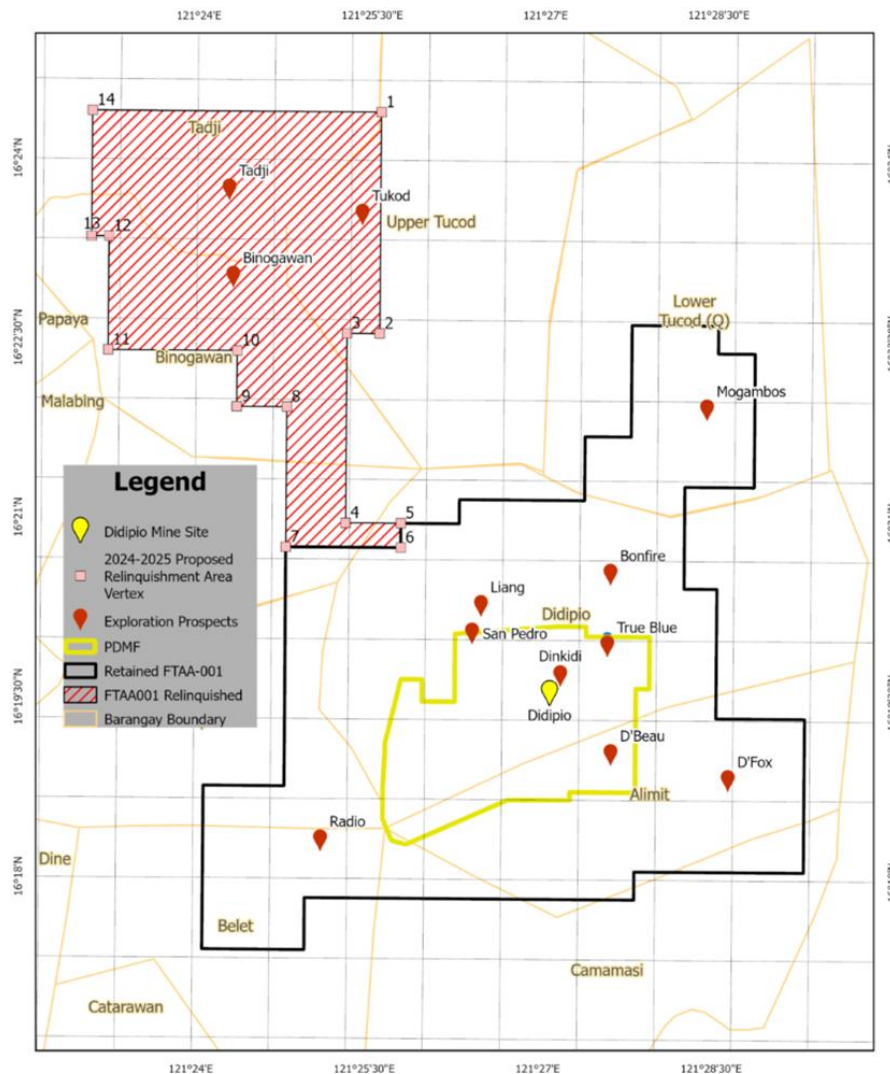 121°24'E
121°25'30"E
121°27'E
121°28'30"E
14
1
Tadji
16°24'N
Tadji
Tukod
Upper Tucod
13
12
Binogawan
Papaya
16°22'30"N
3
2
Lower
Tucod (Q)
11
10
Binogawan
Malabing
9
8
Mogambos
Legend
Didipio Mine Site
2024-2025 Proposed
Relinquishment Area
Vertex
Exploration Prospects
PDMF
Retained FTAA-001
FTAA001 Relinquished
Barangay Boundary
16°21'N
4
5
7
Bonfire
Liang
Didipio
San Pedro
True Blue
Dinkidi
16°19'30"N
Didipio
D'Beau
D'Fox
Alimit
Radio
Dine
16°18'N
Belet
Camamasi
Catarawan
121°24'E
121°25'30"E
121°27'E
121°28'30"E